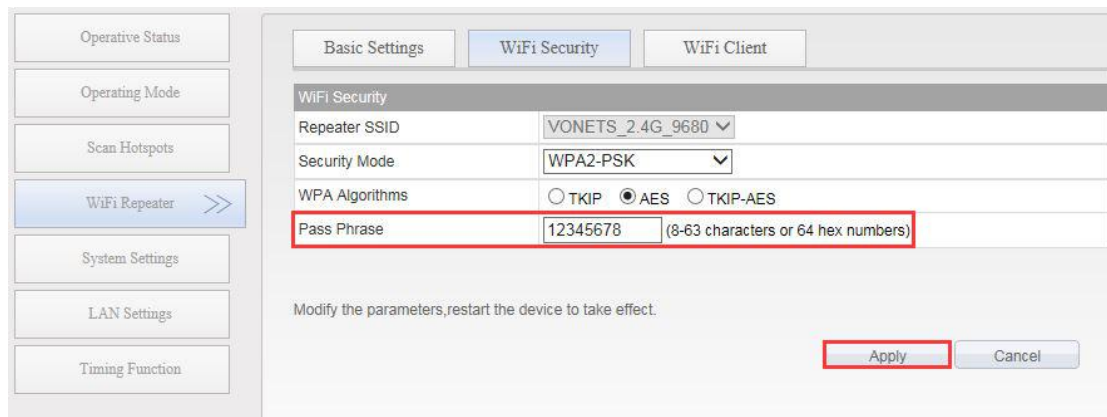 Operative Status
Operating Mode
Scan Hotspots
WiFi Repeater >>
System Settings
LAN Settings
Timing Function
Basic Settings WiFi Security WiFi Client
WiFi Security
Repeater SSID VONETS_2.4G_9680
Security Mode WPA2-PSK
WPA Algorithms TKIP AES TKIP-AES
Pass Phrase 12345678 (8-63 characters or 64 hex numbers)
Modify the parameters,restart the device to take effect.
Apply Cancel